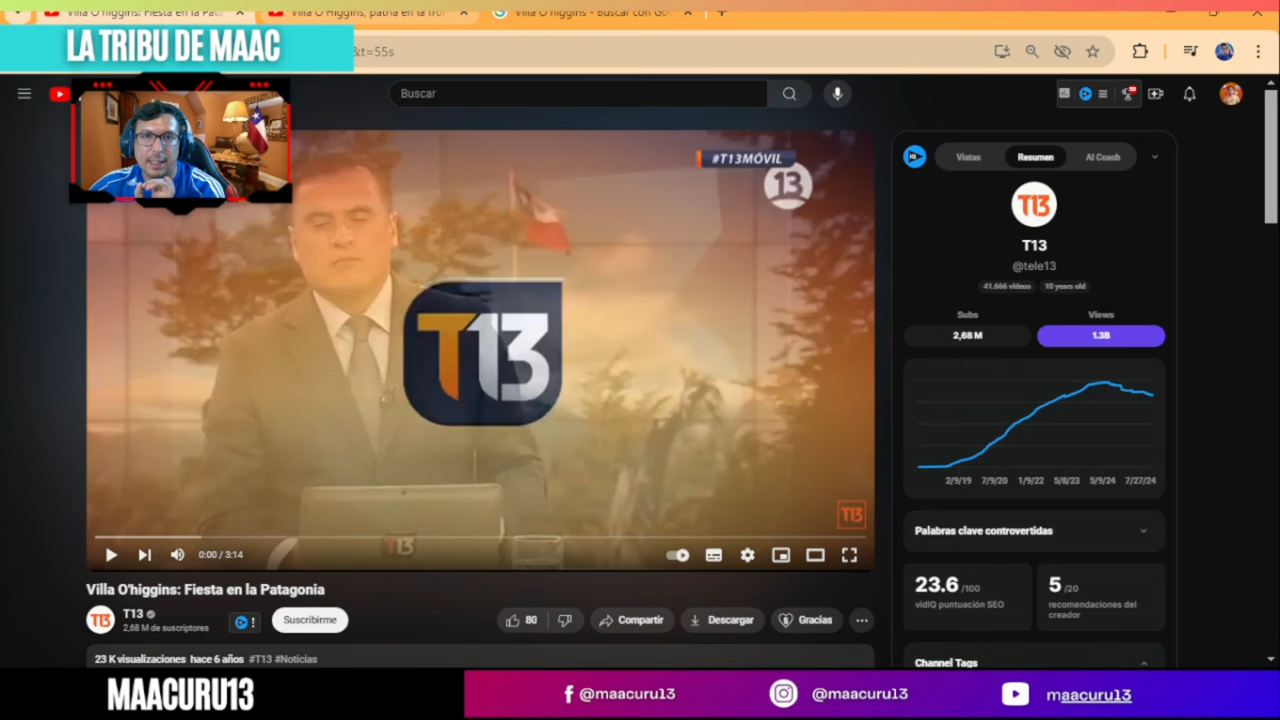 Villa O'higgins: Fiesta en la Pata
Villa O'Higgins, patria en la fron
Villa O'higgins - Buscar con Go
LA TRIBU DE MAAC
&t=55s
Buscar
#T13MÓVIL
13
T13
T13
T13
0:00 / 3:14
Villa O'higgins: Fiesta en la Patagonia
T13
2,68 M de suscriptores
Suscribirme
80
Compartir
Descargar
Gracias
23 K visualizaciones hace 6 años #T13 #Noticias
Vistas
Resumen
AI Coach
T13
T13
@tele13
41.666 vídeos
10 years old
Subs
Views
2,68 M
1.3B
2/9/19 7/9/20 1/9/22 5/8/23 5/9/24 7/27/24
Palabras clave controvertidas
23.6 /100
vidIQ puntuación SEO
5 /20
recomendaciones del
creador
Channel Tags
MAACURU13
@maacuru13
@maacuru13
maacuru13